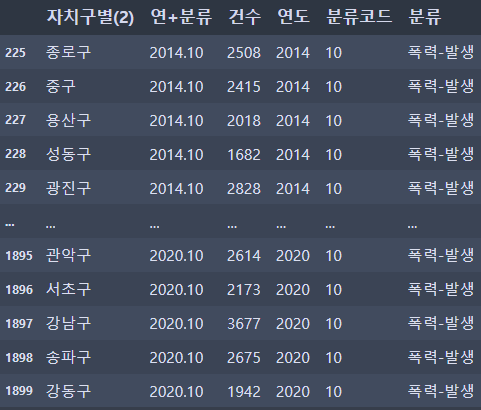 자치구별(2) 연+분류 건수 연도 분류코드 분류
225 종로구 2014.10 2508 2014 10 폭력-발생
226 중구 2014.10 2415 2014 10 폭력-발생
227 용산구 2014.10 2018 2014 10 폭력-발생
228 성동구 2014.10 1682 2014 10 폭력-발생
229 광진구 2014.10 2828 2014 10 폭력-발생
... ... ... ... ... ... ...
1895 관악구 2020.10 2614 2020 10 폭력-발생
1896 서초구 2020.10 2173 2020 10 폭력-발생
1897 강남구 2020.10 3677 2020 10 폭력-발생
1898 송파구 2020.10 2675 2020 10 폭력-발생
1899 강동구 2020.10 1942 2020 10 폭력-발생